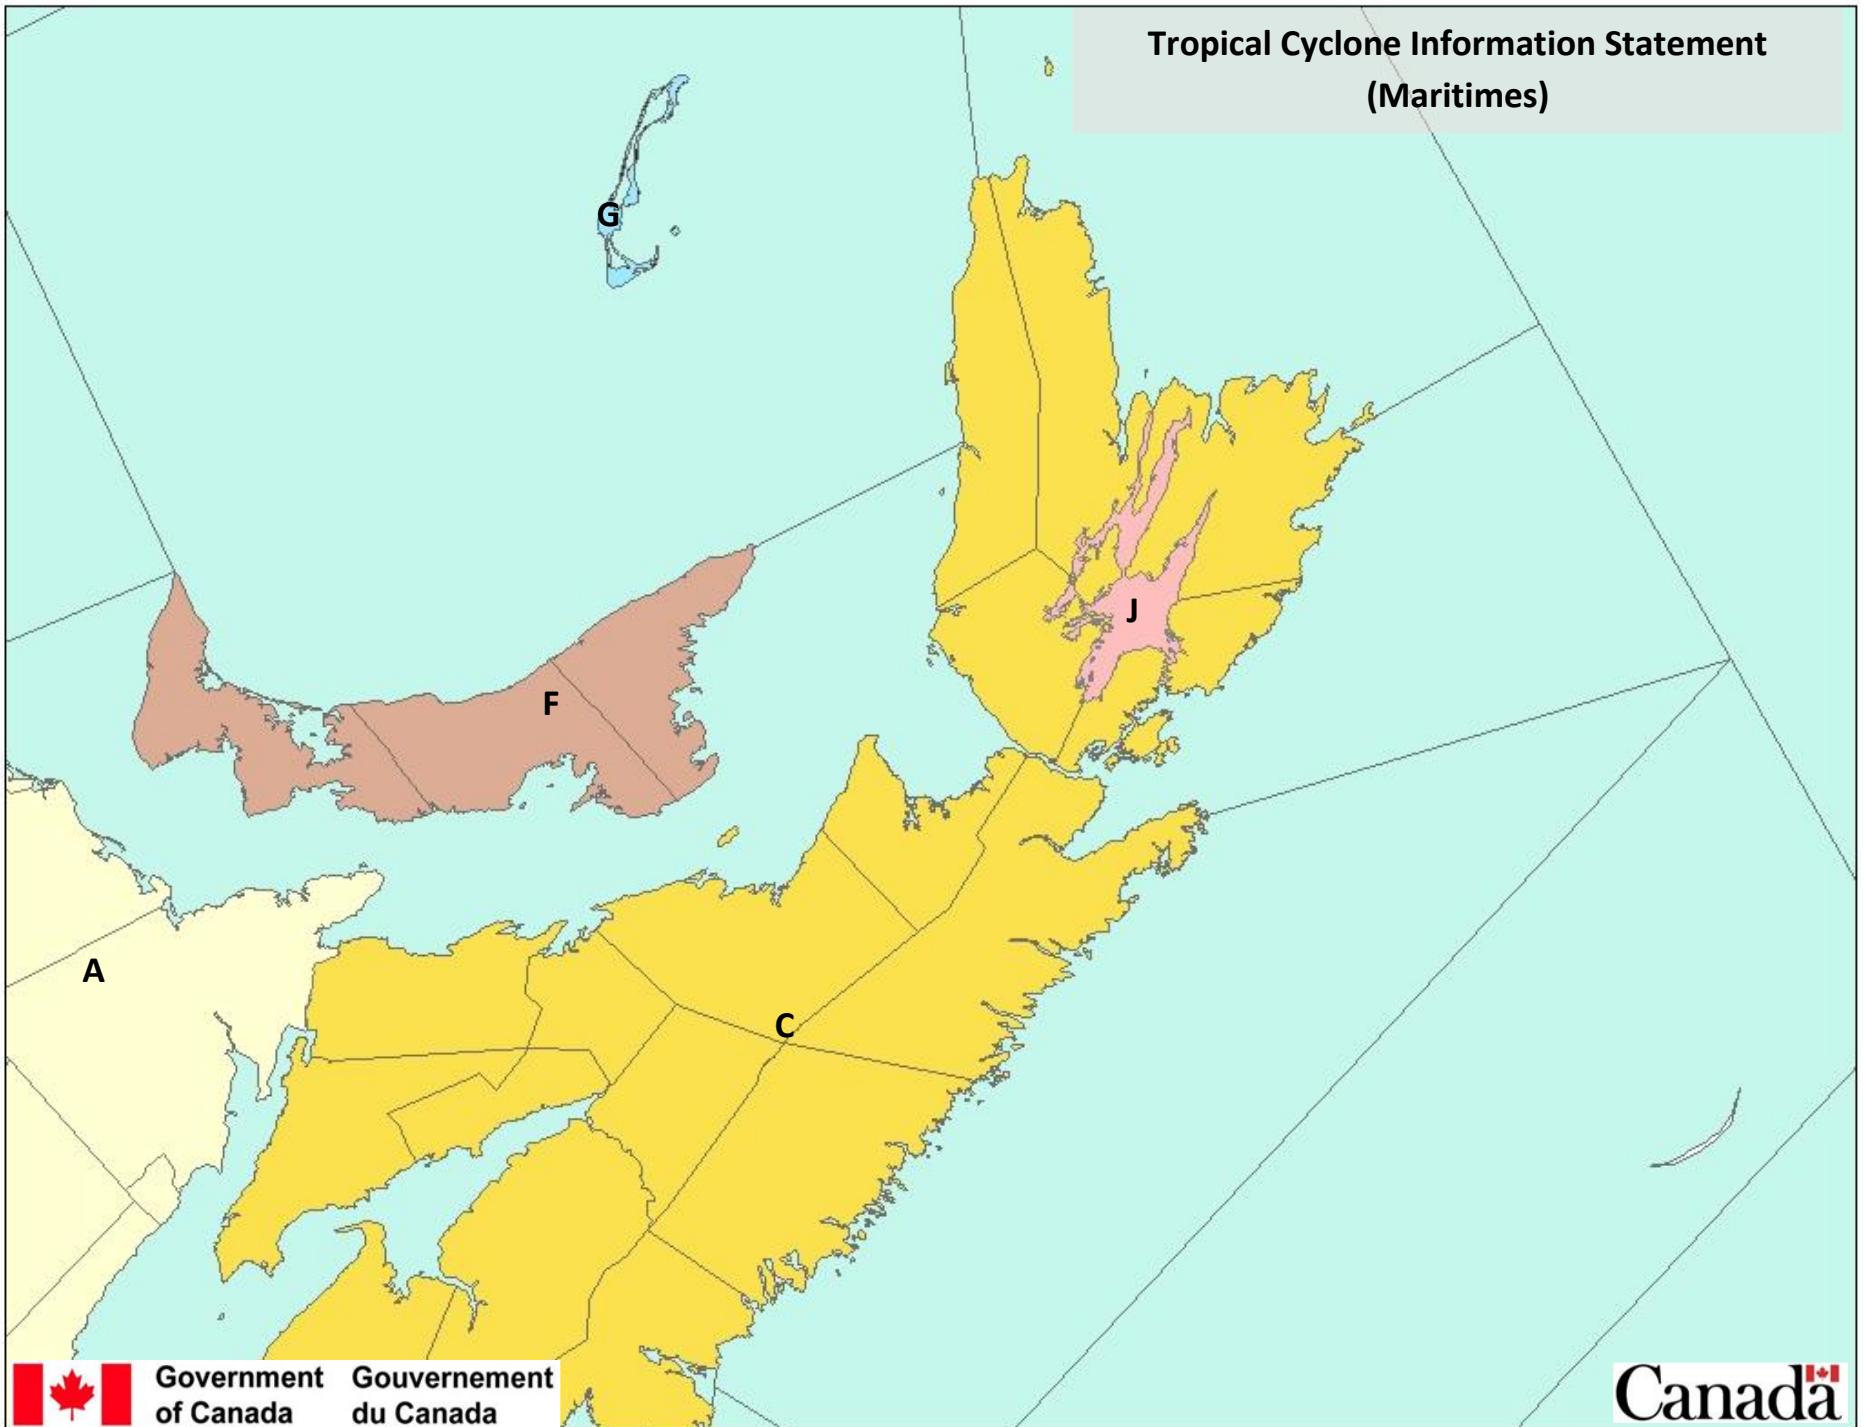 Tropical Cyclone Information Statement
(Maritimes)
G
J
F
A
C
Government
of Canada
Gouvernement
du Canada
Canada